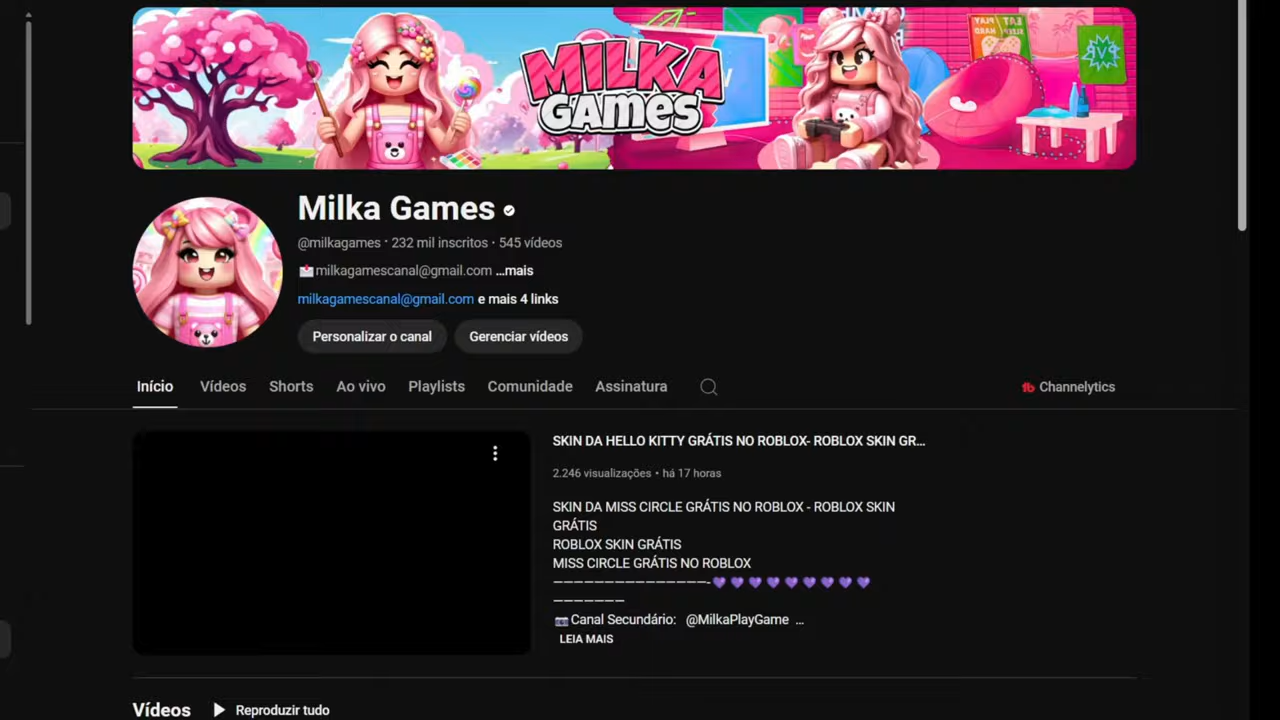 MILKA
GAMES
Milka Games
@milkagames • 232 mil inscritos • 545 vídeos
milkagamescanal@gmail.com ...mais
milkagamescanal@gmail.com e mais 4 links
Personalizar o canal Gerenciar vídeos
Início Vídeos Shorts Ao vivo Playlists Comunidade Assinatura Channelytics
SKIN DA HELLO KITTY GRÁTIS NO ROBLOX- ROBLOX SKIN GR...
2.246 visualizações • há 17 horas
SKIN DA MISS CIRCLE GRÁTIS NO ROBLOX - ROBLOX SKIN
GRÁTIS
ROBLOX SKIN GRÁTIS
MISS CIRCLE GRÁTIS NO ROBLOX
———————————————-💜💜💜💜💜💜💜💜💜
———————
📷Canal Secundário: @MilkaPlayGame ...
LEIA MAIS
Vídeos Reproduzir tudo